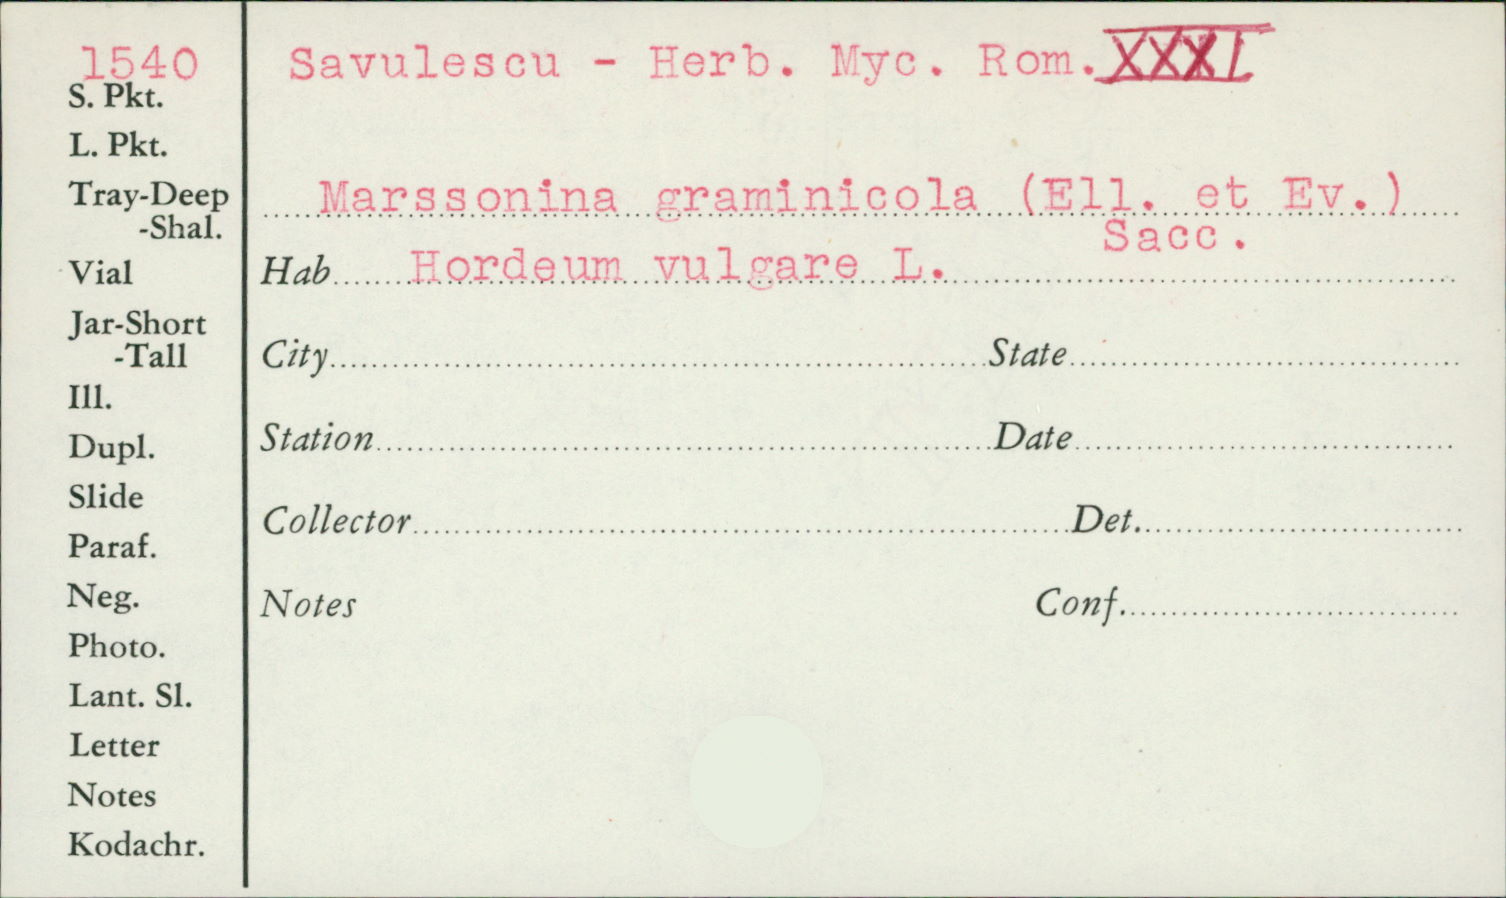 1540
S. Pkt.
L. Pkt.
Tray-Deep
-Shal.
Vial
Jar-Short
-Tall
Ill.
Dupl.
Slide
Paraf.
Neg.
Photo.
Lant. Sl.
Letter
Notes
Kodachr.
Savulescu - Herb. Myc. Rom. XXXI
Marssonina graminicola (Ell. et Ev.)
Sacc.
Hab Hordeum vulgare L.
City State
Station Date
Collector Det.
Notes Conf.